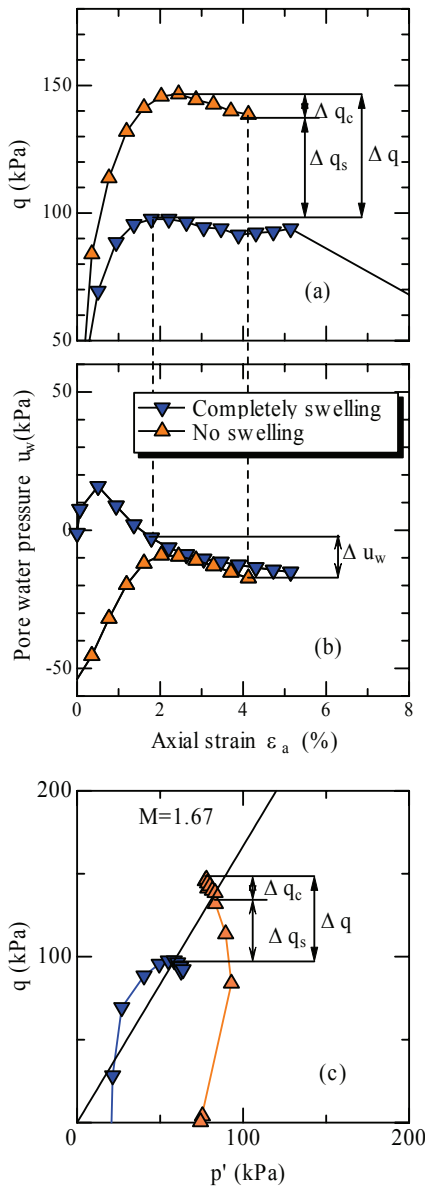 150
100
50
q (kPa)
Δ q_c
Δ q_s
Δ q
(a)
50
0
-50
Pore water pressure u_w(kPa)
Completely swelling
No swelling
Δ u_w
(b)
0 2 4 6 8
Axial strain ε_a (%)
200
100
0
q (kPa)
M=1.67
Δ q_c
Δ q_s
Δ q
(c)
0 100 200
p' (kPa)